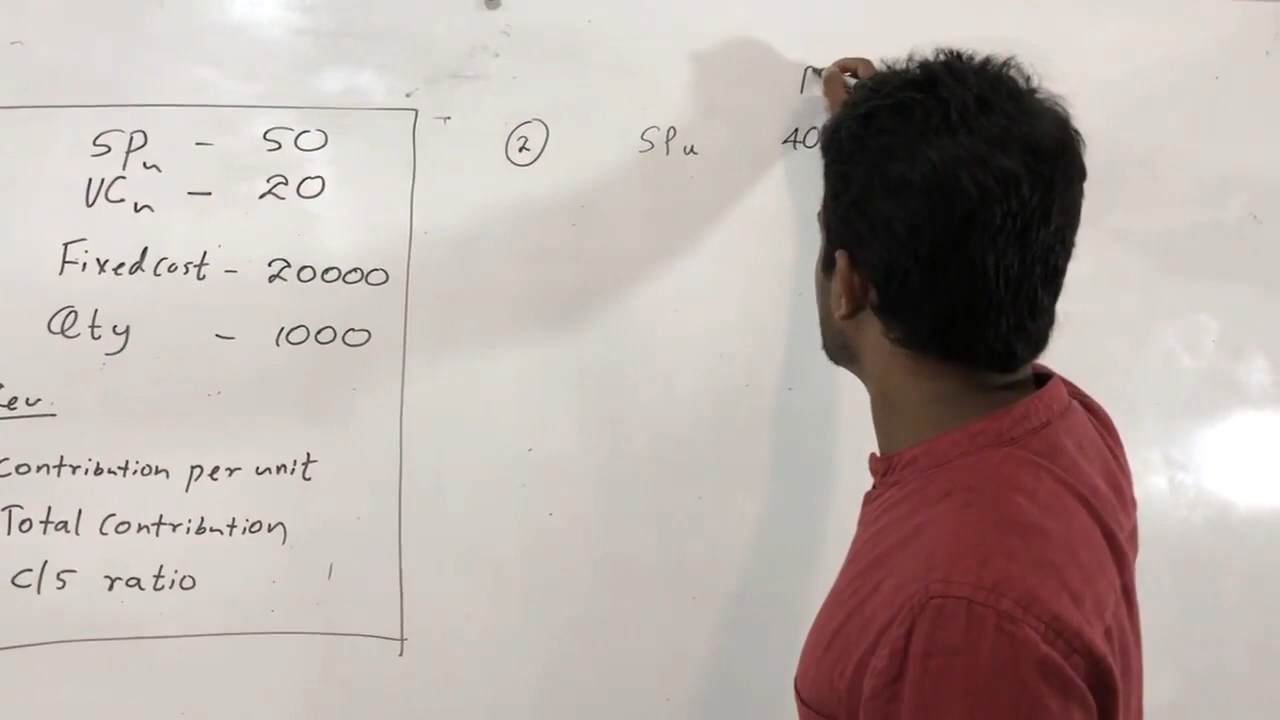 SPu - 50
VCu - 20
Fixed cost - 20000
Qty - 1000
contribution per unit
Total contribution
C/S ratio
② SPu 40